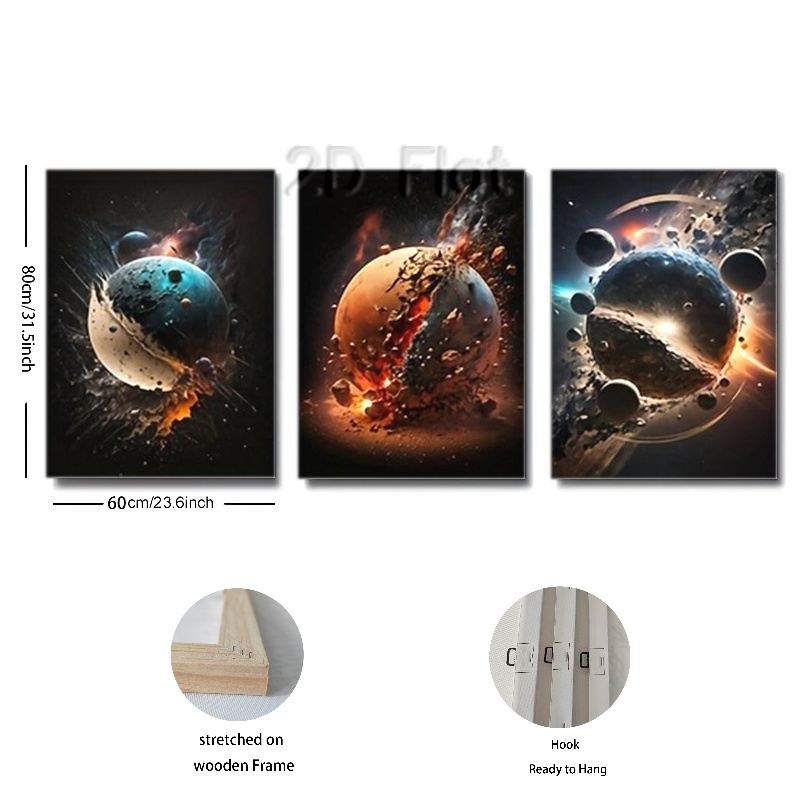 2D Flat
80cm/31.5inch
60cm/23.6inch
stretched on
wooden Frame
Hook
Ready to Hang